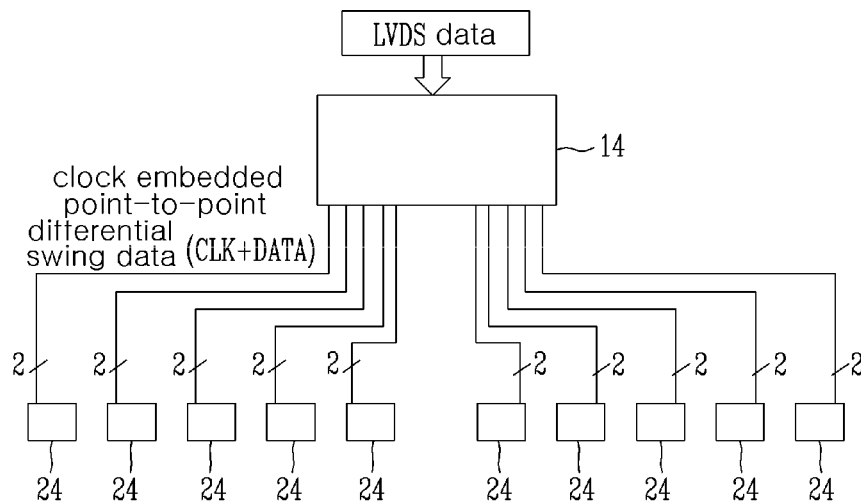 LVDS data
14
clock embedded
point-to-point
differential
swing data (CLK+DATA)
2 2 2 2 2 2 2 2 2 2
24 24 24 24 24 24 24 24 24 24